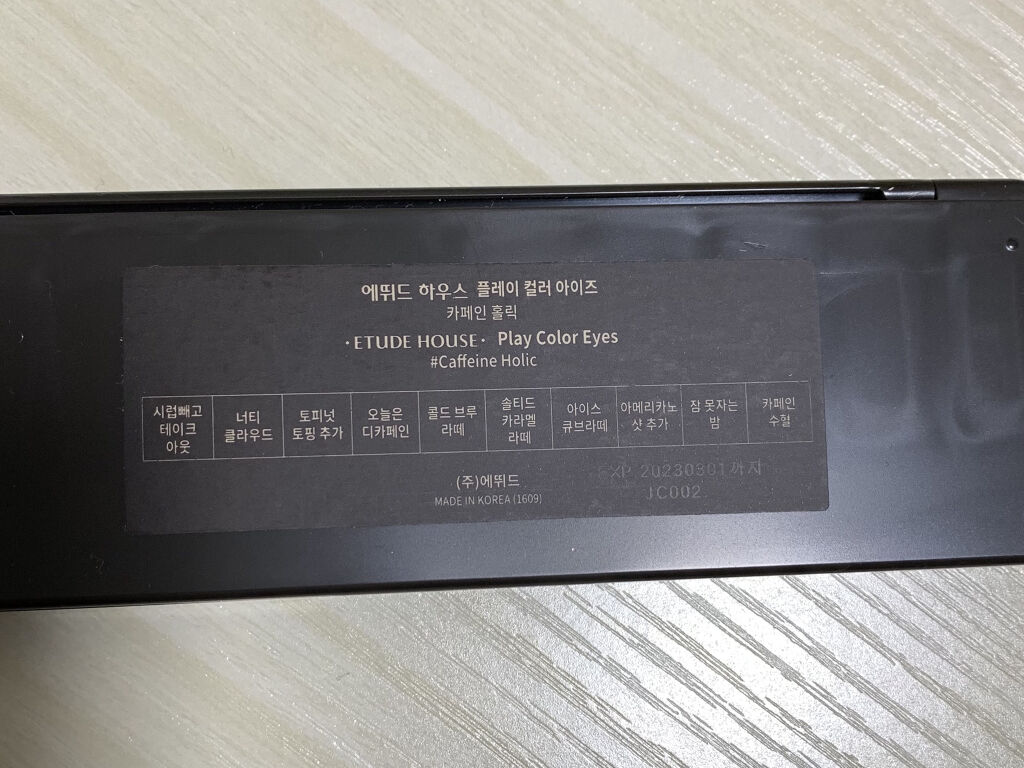 에뛰드 하우스 플레이 컬러 아이즈
카페인 홀릭
·ETUDE HOUSE· Play Color Eyes
#Caffeine Holic
시럽빼고
테이크
아웃
너티
클라우드
토피넛
토핑 추가
오늘은
디카페인
콜드 브루
라떼
솔티드
카라멜
라떼
아이스
큐브라떼
아메리카노
샷 추가
잠 못자는
밤
카페인
수혈
(주)에뛰드
MADE IN KOREA (1609)
EXP 20230301까지
JC002